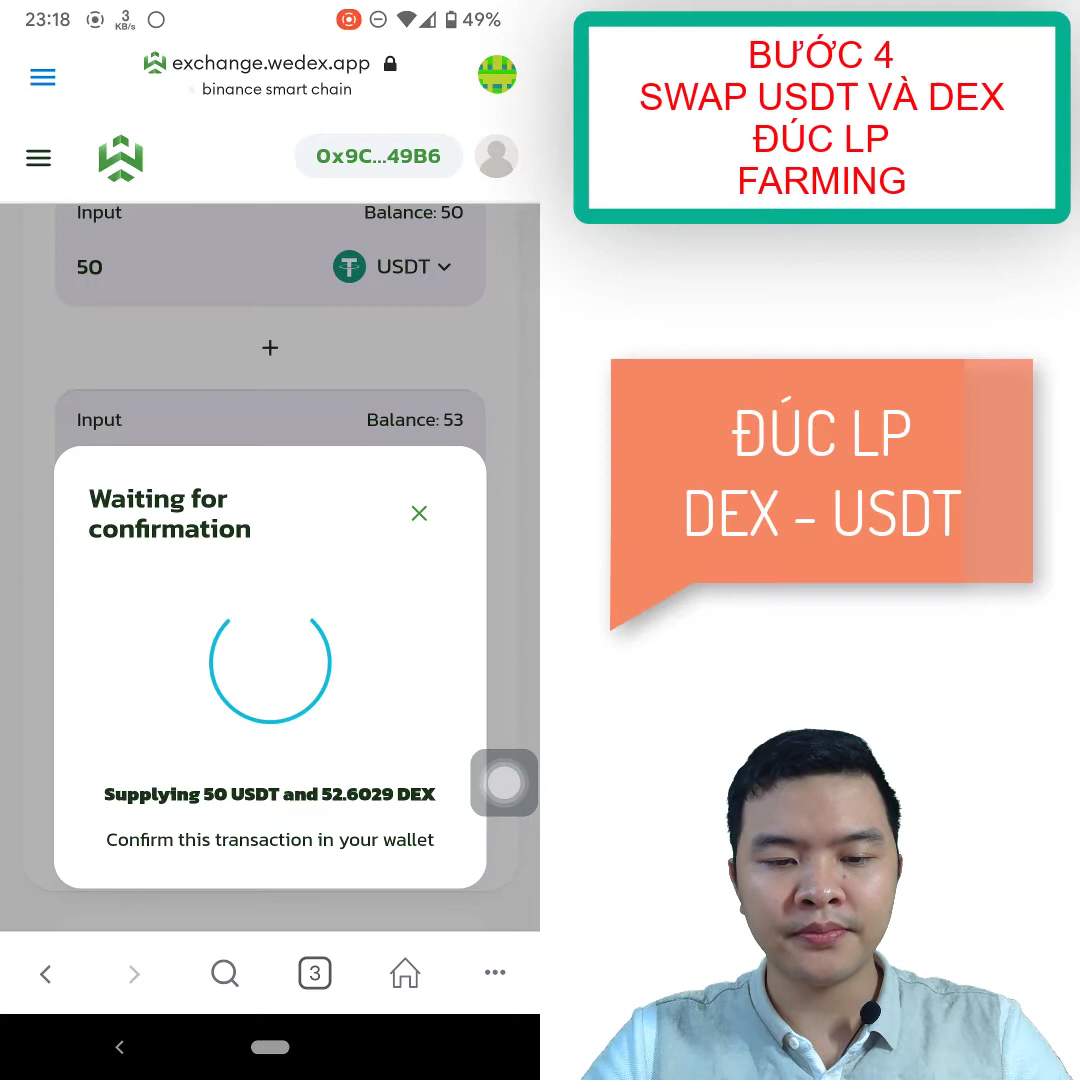 23:18
3
KB/s
49%
exchange.wedex.app
binance smart chain
0x9C...49B6
Input
Balance: 50
50
USDT
+
Input
Balance: 53
Waiting for
confirmation
Supplying 50 USDT and 52.6029 DEX
Confirm this transaction in your wallet
3
BƯỚC 4
SWAP USDT VÀ DEX
ĐÚC LP
FARMING
ĐÚC LP
DEX - USDT